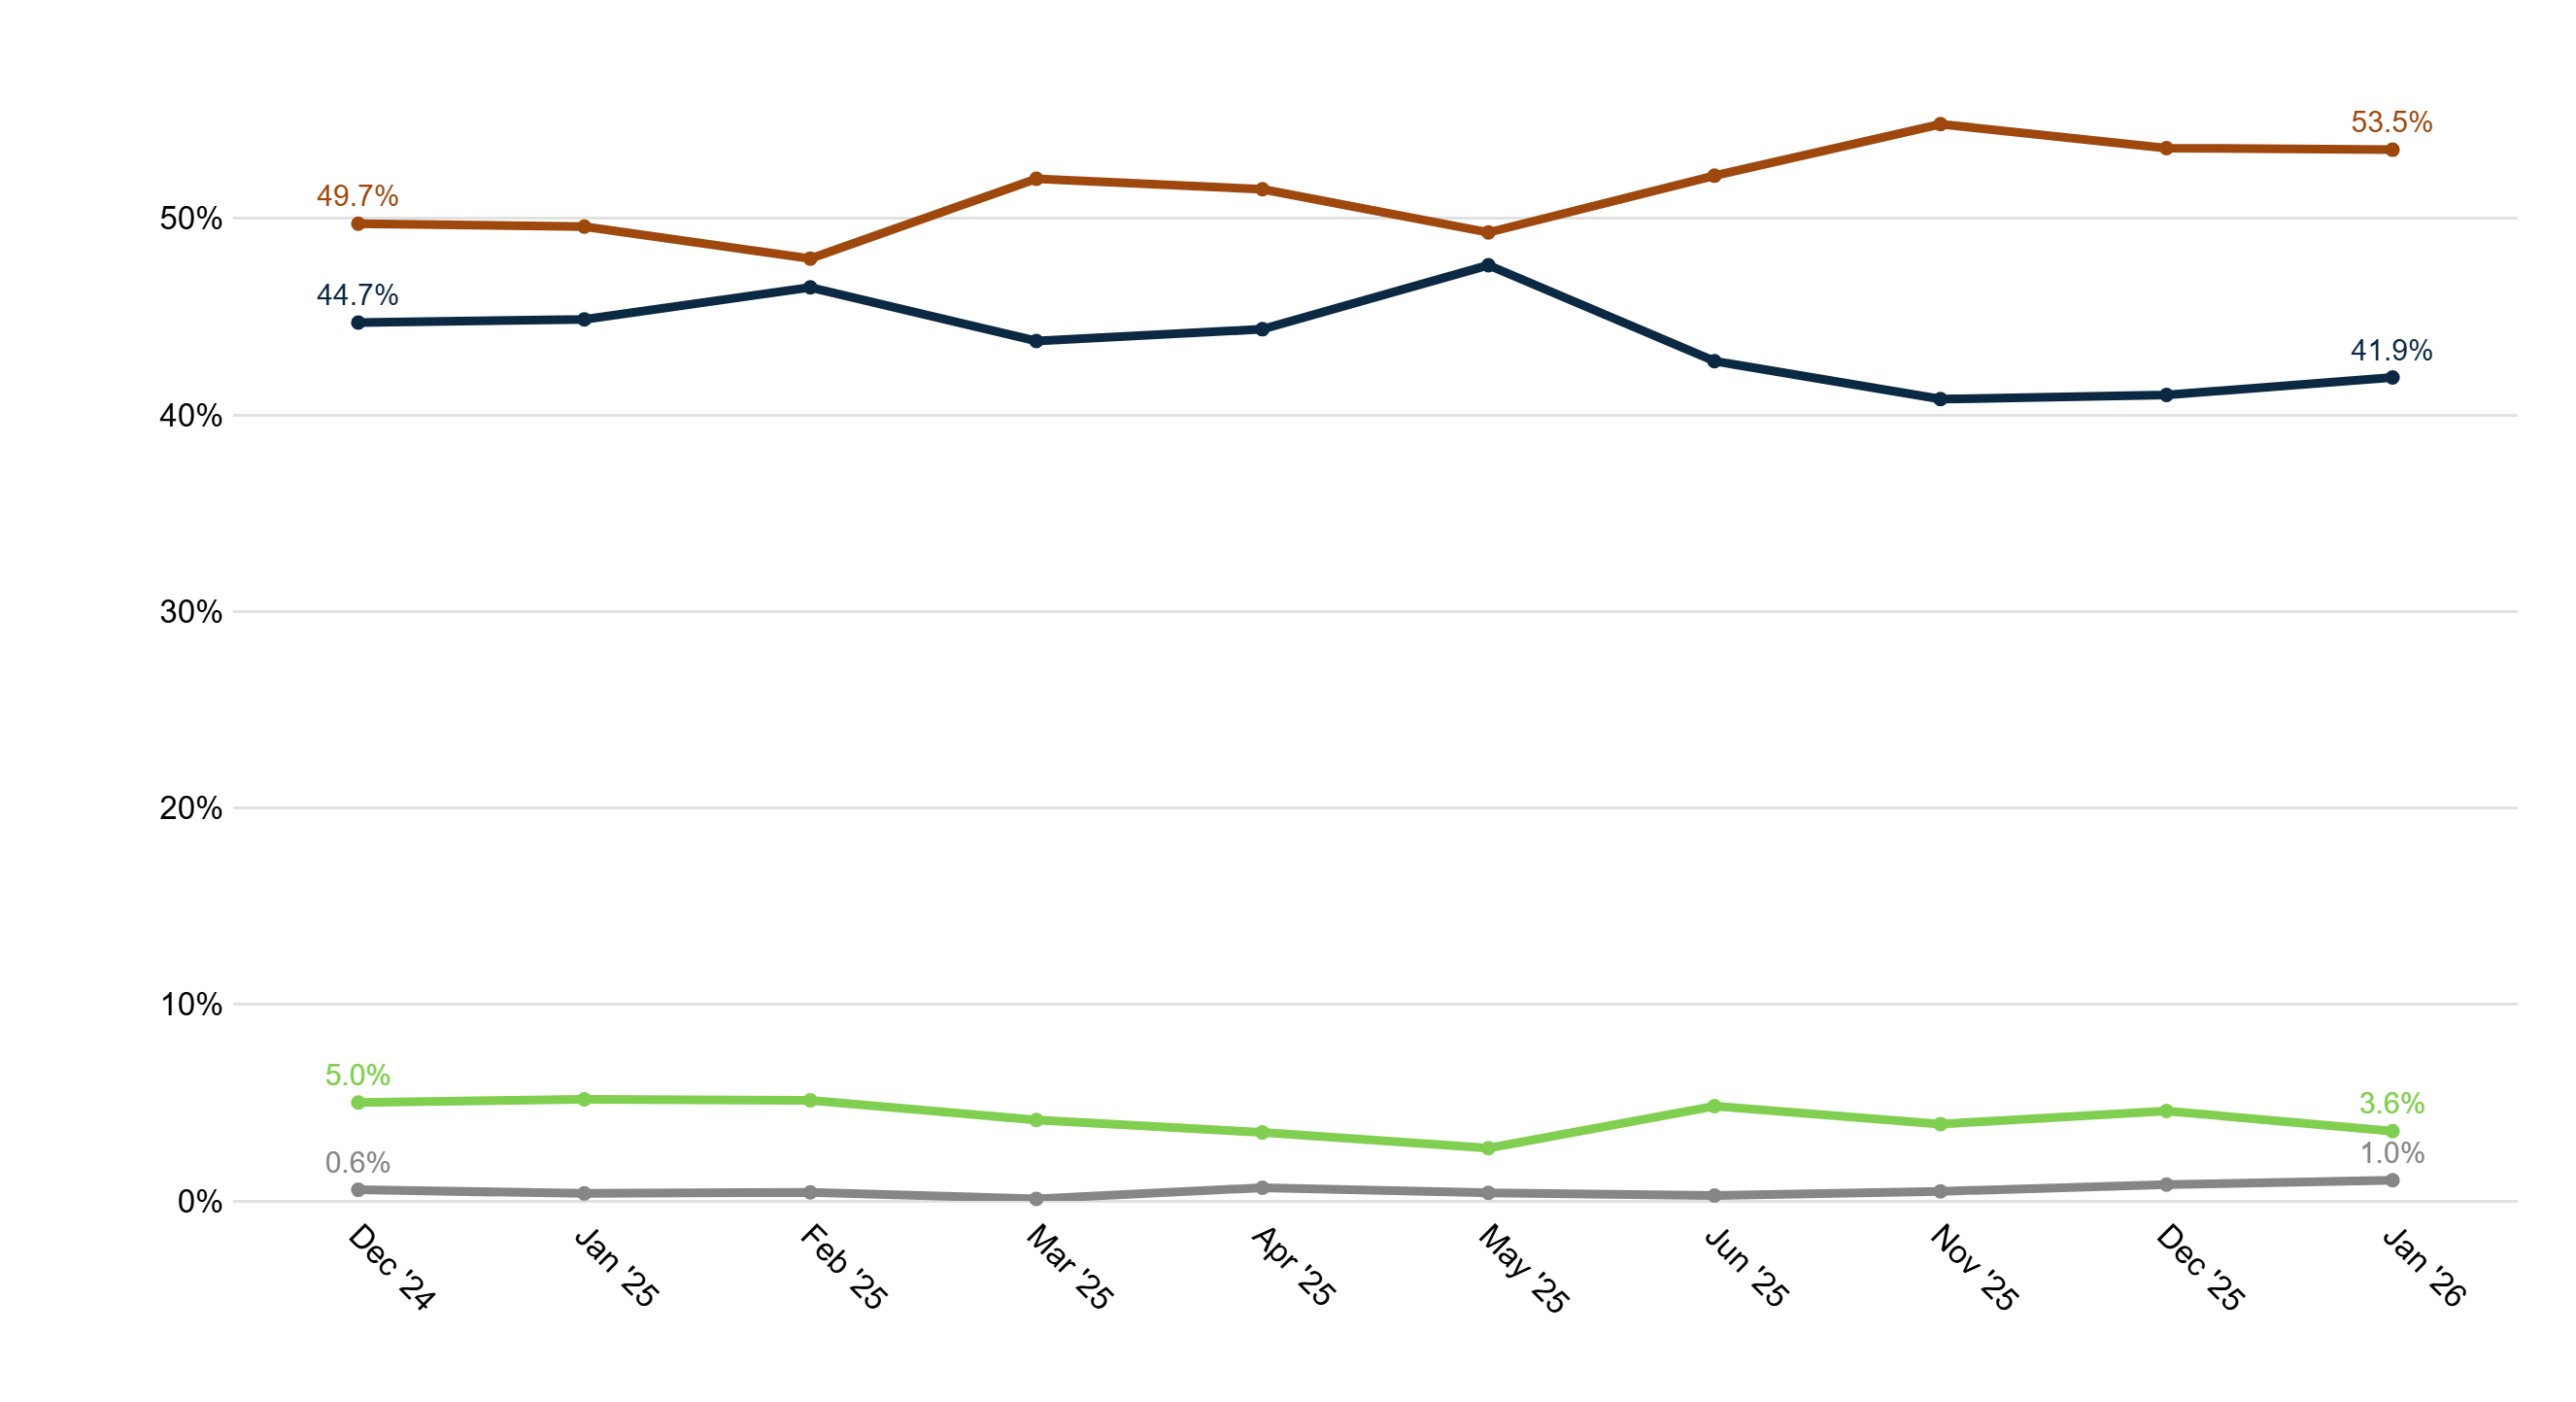 53.5%
49.7%
50%
44.7%
41.9%
40%
30%
20%
10%
5.0%
3.6%
0.6%
1.0%
0%
Dec '24
Jan '25
Feb '25
Mar '25
Apr '25
May '25
Jun '25
Nov '25
Dec '25
Jan '26